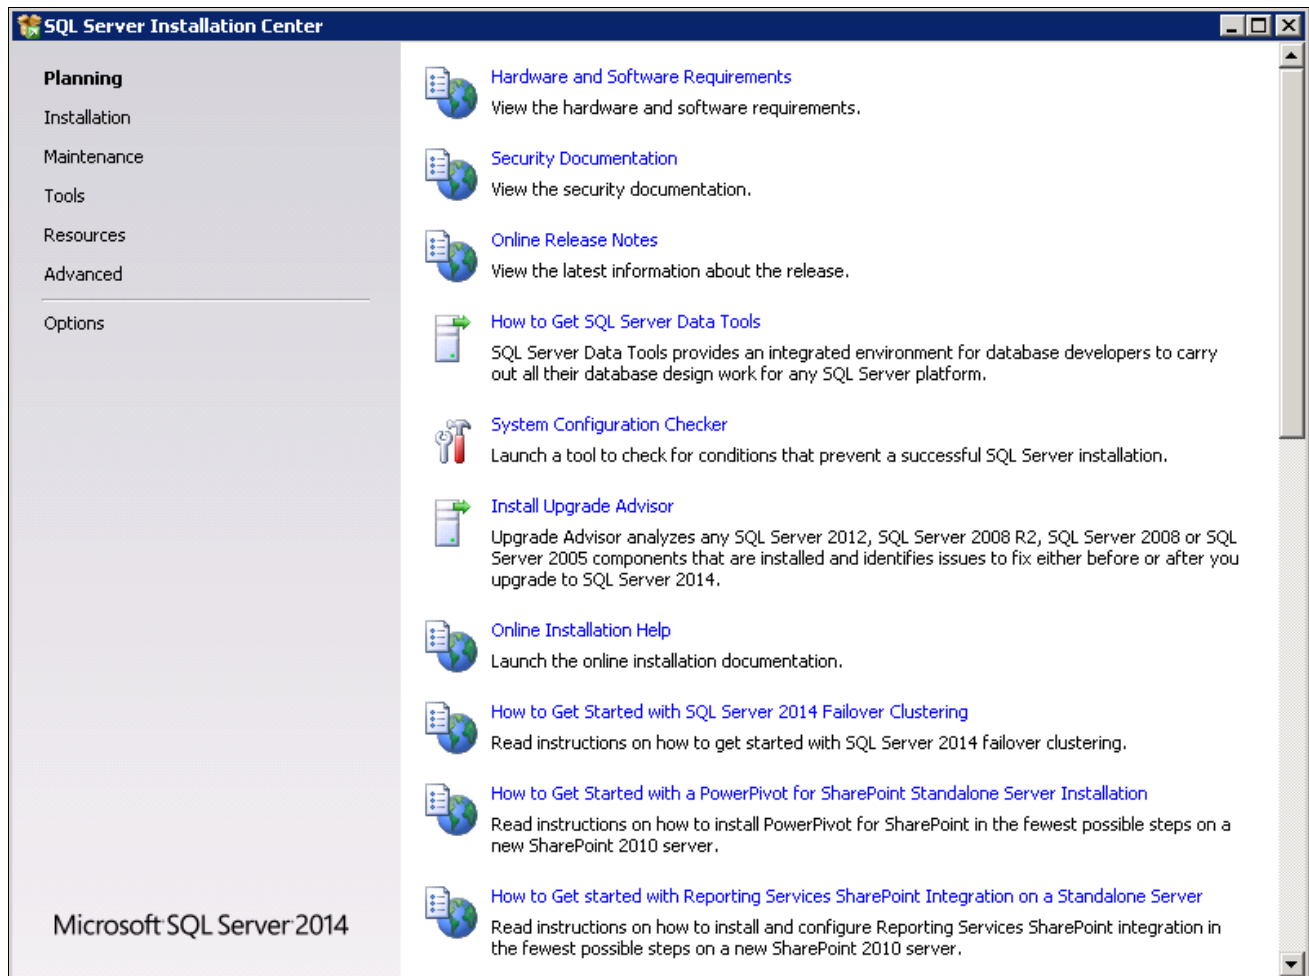 SQL Server Installation Center
Planning
Installation
Maintenance
Tools
Resources
Advanced
Options
Microsoft SQL Server 2014
Hardware and Software Requirements
View the hardware and software requirements.
Security Documentation
View the security documentation.
Online Release Notes
View the latest information about the release.
How to Get SQL Server Data Tools
SQL Server Data Tools provides an integrated environment for database developers to carry
out all their database design work for any SQL Server platform.
System Configuration Checker
Launch a tool to check for conditions that prevent a successful SQL Server installation.
Install Upgrade Advisor
Upgrade Advisor analyzes any SQL Server 2012, SQL Server 2008 R2, SQL Server 2008 or SQL
Server 2005 components that are installed and identifies issues to fix either before or after you
upgrade to SQL Server 2014.
Online Installation Help
Launch the online installation documentation.
How to Get Started with SQL Server 2014 Failover Clustering
Read instructions on how to get started with SQL Server 2014 failover clustering.
How to Get Started with a PowerPivot for SharePoint Standalone Server Installation
Read instructions on how to install PowerPivot for SharePoint in the fewest possible steps on a
new SharePoint 2010 server.
How to Get started with Reporting Services SharePoint Integration on a Standalone Server
Read instructions on how to install and configure Reporting Services SharePoint integration in
the fewest possible steps on a new SharePoint 2010 server.